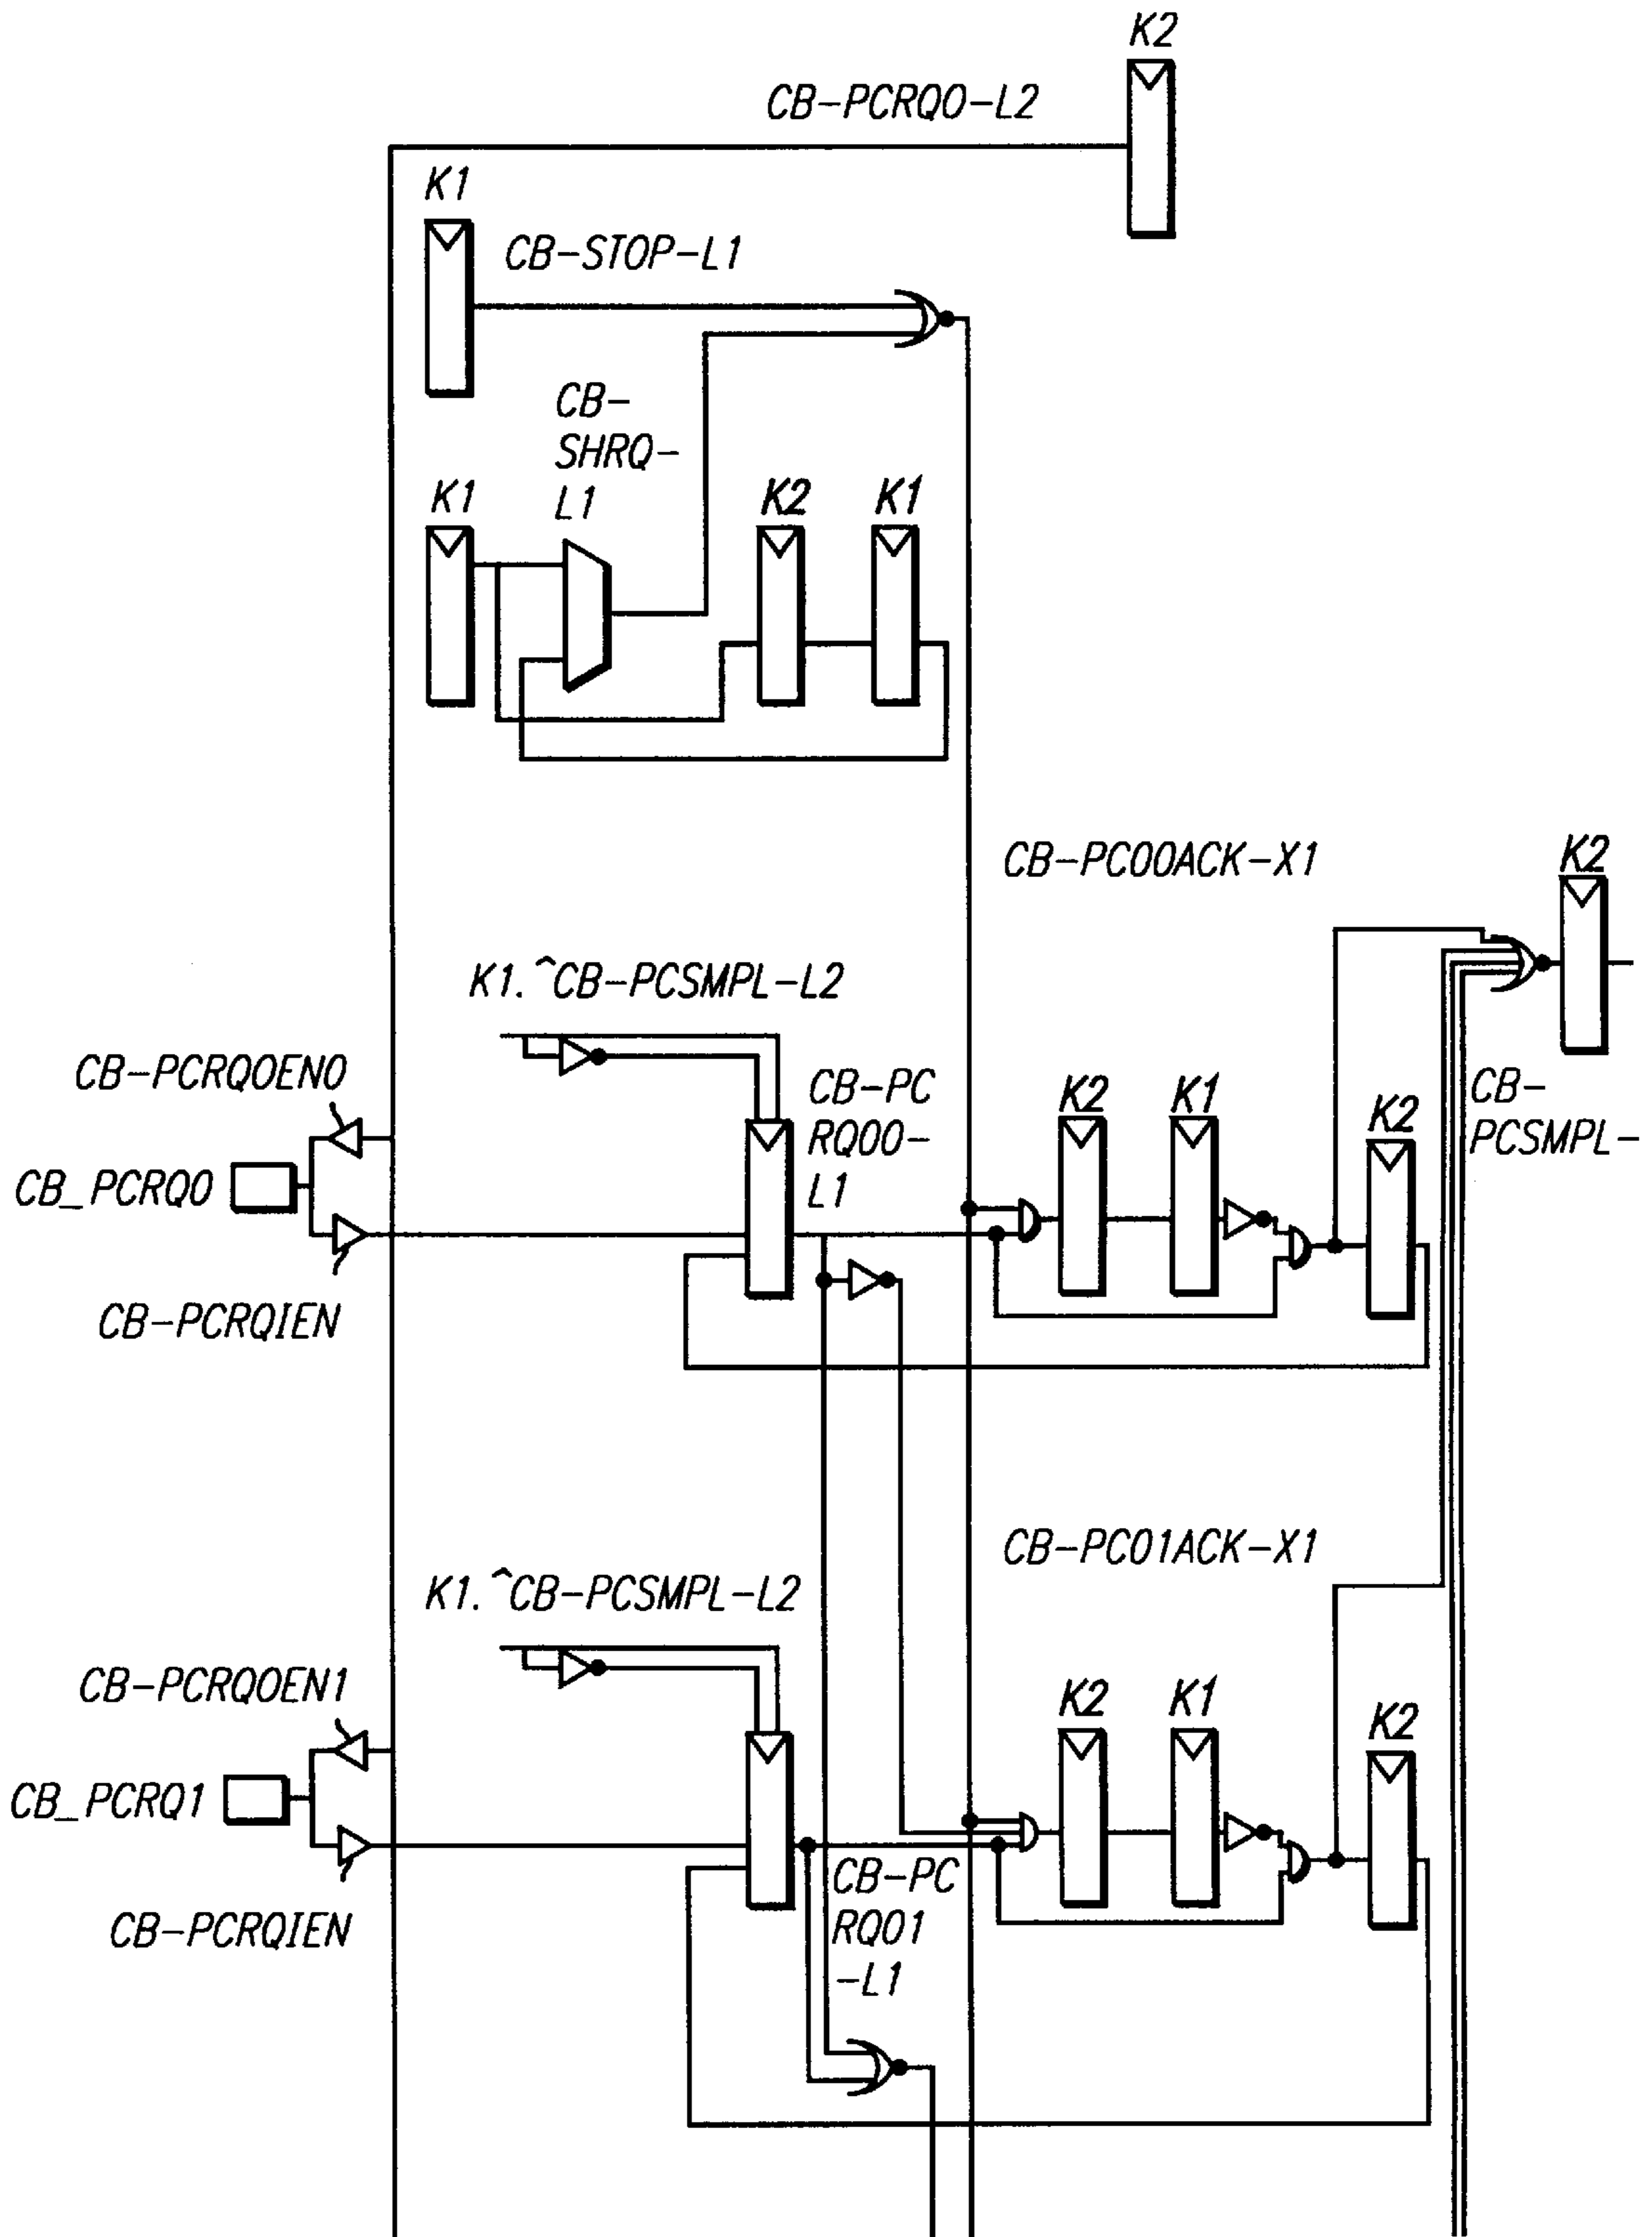 K2
CB-PCRQO-L2
K1
CB-STOP-L1
CB-
SHRQ-
L1
K1
K2
K1
CB-PC00ACK-X1
K2
K1.^CB-PCSMPL-L2
CB-PCRQOEN0
CB-PC
RQ00-
L1
K2
K1
K2
CB-
PCSMPL-
CB_PCRQ0
CB-PCRQIEN
CB-PC01ACK-X1
K1.^CB-PCSMPL-L2
CB-PCRQOEN1
K2
K1
K2
CB_PCRQ1
CB-PC
RQ01
-L1
CB-PCRQIEN